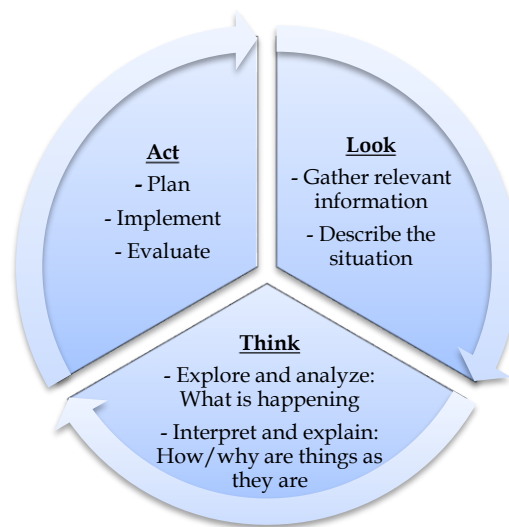 Act
- Plan
- Implement
- Evaluate
Look
- Gather relevant
information
- Describe the
situation
Think
- Explore and analyze:
What is happening
- Interpret and explain:
How/why are things as
they are